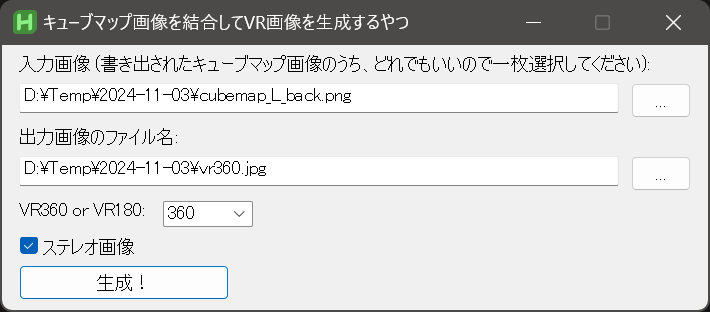 キューブマップ画像を結合してVR画像を生成するやつ
入力画像（書き出されたキューブマップ画像のうち、どれでもいいので一枚選択してください）:
D:¥Temp¥2024-11-03¥cubemap_L_back.png
...
出力画像のファイル名:
D:¥Temp¥2024-11-03¥vr360.jpg
...
VR360 or VR180:
360
ステレオ画像
生成！